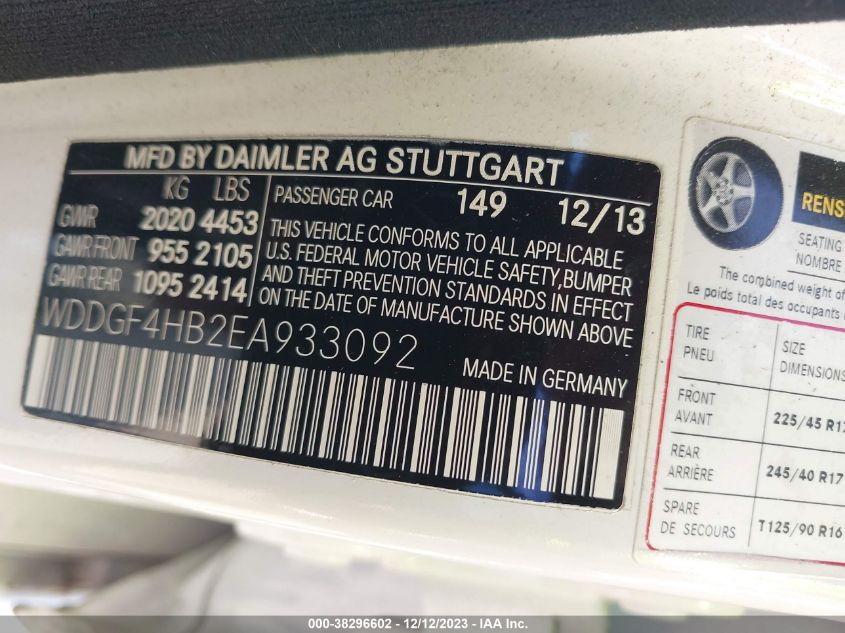 MFD BY DAIMLER AG STUTTGART
KG LBS
GWR 2020 4453
GAWR FRONT 955 2105
GAWR REAR 1095 2414
PASSENGER CAR 149 12/13
THIS VEHICLE CONFORMS TO ALL APPLICABLE
U.S. FEDERAL MOTOR VEHICLE SAFETY, BUMPER
AND THEFT PREVENTION STANDARDS IN EFFECT
ON THE DATE OF MANUFACTURE SHOWN ABOVE
WDDGF4HB2EA933092
MADE IN GERMANY
RENS
SEATING
NOMBRE
The combined weight of
Le poids total des occupants
TIRE
PNEU
SIZE
DIMENSIONS
FRONT
AVANT
225/45 R17
REAR
ARRIÈRE
245/40 R17
SPARE
DE SECOURS
T125/90 R16
000-38296602 - 12/12/2023 - IAA Inc.